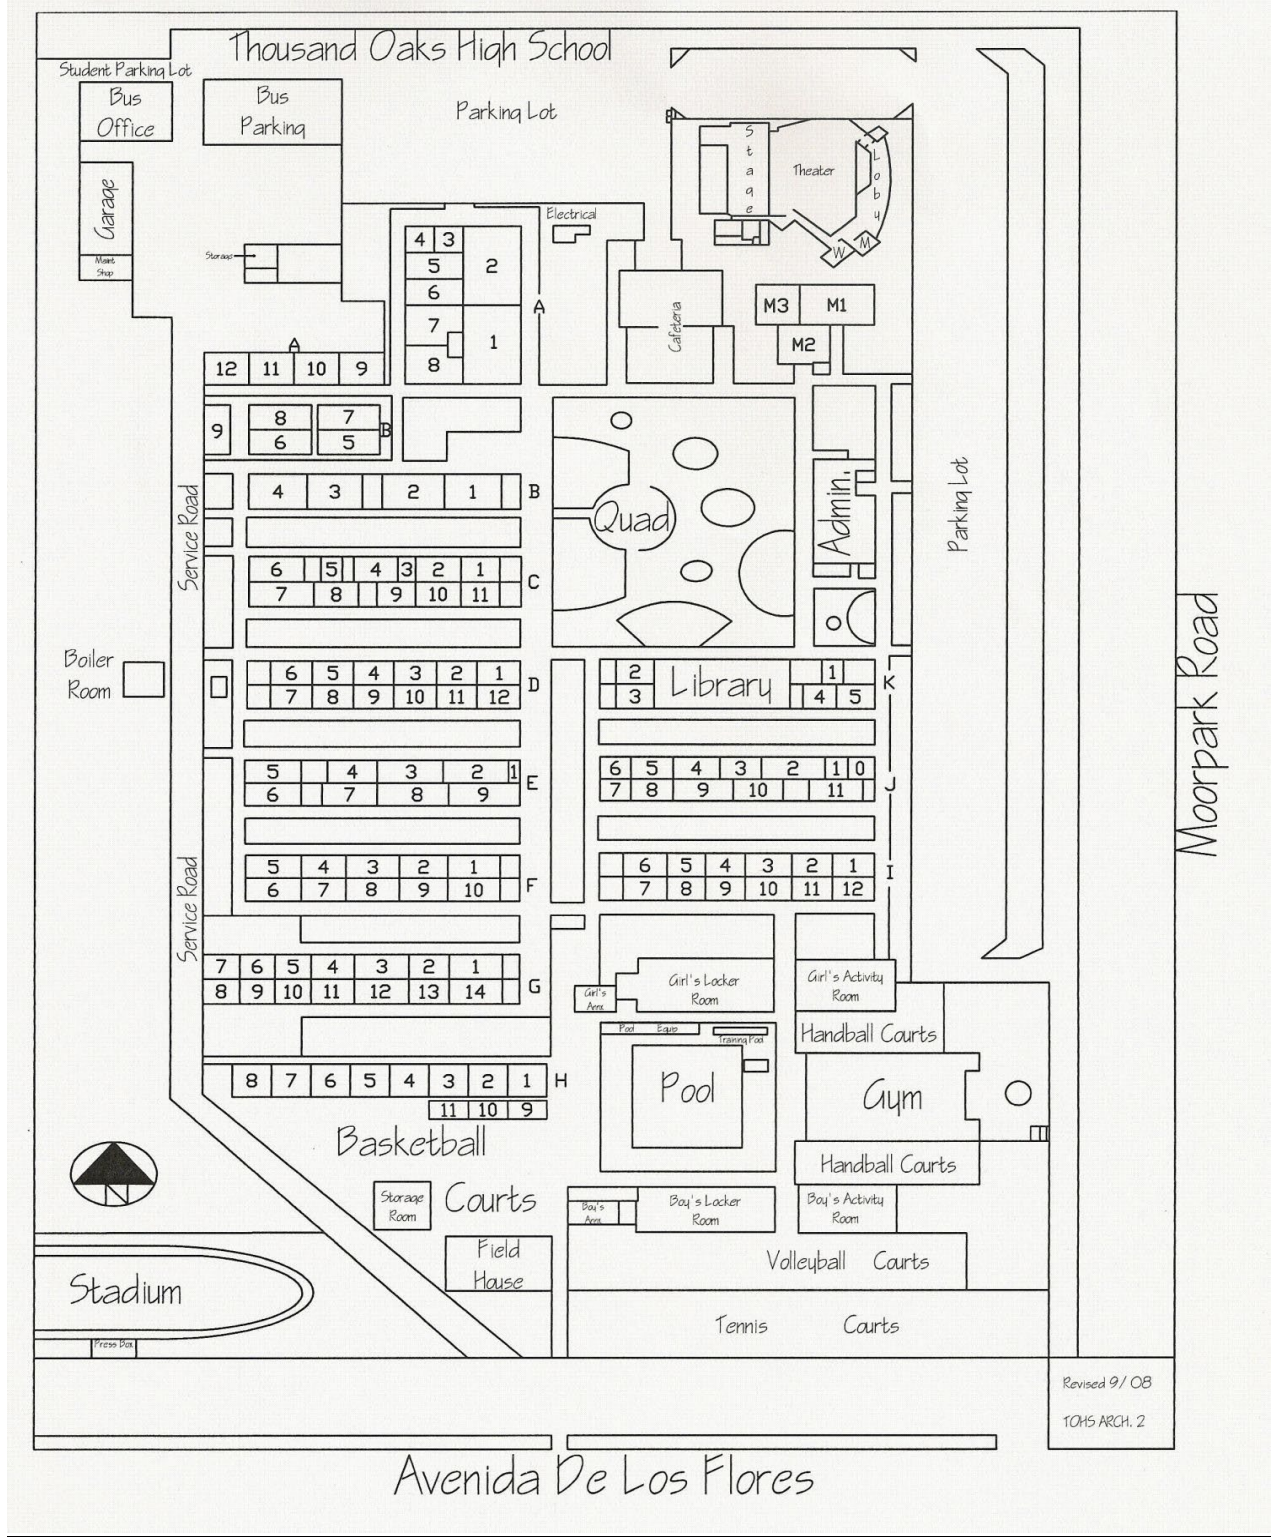 Thousand Oaks High School
Student Parking Lot
Bus
Office
Bus
Parking
Parking Lot
Stage
Theater
Lobby
W
M
Garage
Maint
Shop
Storage
Electrical
4 3
5
2
6
7
1
8
A
Cafeteria
M3 M1
M2
A
12 11 10 9
9
8 7
6 5
B
4 3 2 1 B
Quad
Admin.
Parking Lot
Service Road
6 5 4 3 2 1
7 8 9 10 11
C
Boiler
Room
6 5 4 3 2 1
7 8 9 10 11 12
D
2 Library 1
3 4 5
K
Moorpark Road
5 4 3 2 1
6 7 8 9
E
6 5 4 3 2 1 0
7 8 9 10 11
J
Service Road
5 4 3 2 1
6 7 8 9 10
F
6 5 4 3 2 1
7 8 9 10 11 12
I
7 6 5 4 3 2 1
8 9 10 11 12 13 14
G
Girl's
Annx
Girl's Locker
Room
Girl's Activity
Room
Pool Equip
Training Pool
Handball Courts
8 7 6 5 4 3 2 1 H
11 10 9
Pool
Gym
Basketball
Courts
Handball Courts
Storage
Room
Boy's
Annx
Boy's Locker
Room
Boy's Activity
Room
Field
House
Volleyball Courts
N
Stadium
Press Box
Tennis Courts
Revised 9/08
TOHS ARCH. 2
Avenida De Los Flores